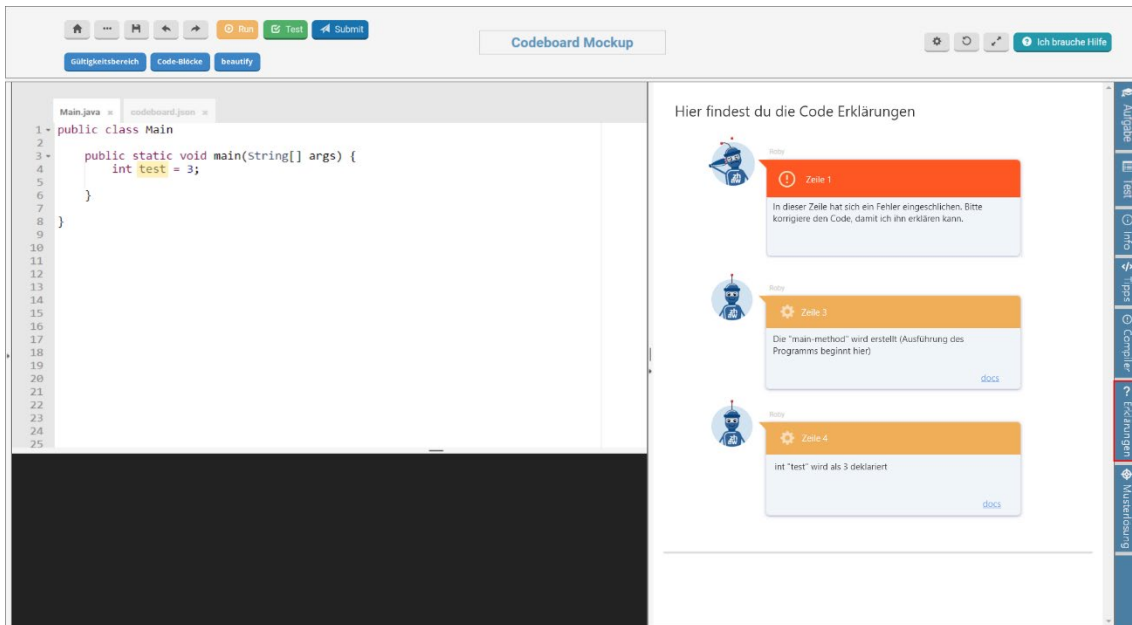 Run
Test
Submit
Gültigkeitsbereich
Code-Blöcke
beautify
Codeboard Mockup
Ich brauche Hilfe
Main.java ×
codeboard.json ×
1 public class Main
2
3 public static void main(String[] args) {
4 int test = 3;
5
6 }
7
8 }
9
10
11
12
13
14
15
16
17
18
19
20
21
22
23
24
25
Hier findest du die Code Erklärungen
Roby
Zeile 1
In dieser Zeile hat sich ein Fehler eingeschlichen. Bitte
korrigiere den Code, damit ich ihn erklären kann.
Roby
Zeile 3
Die "main-method" wird erstellt (Ausführung des
Programms beginnt hier)
docs
Roby
Zeile 4
int "test" wird als 3 deklariert
docs
Aufgabe
Test
Info
Tipps
Compiler
Erklärungen
Musterlösung